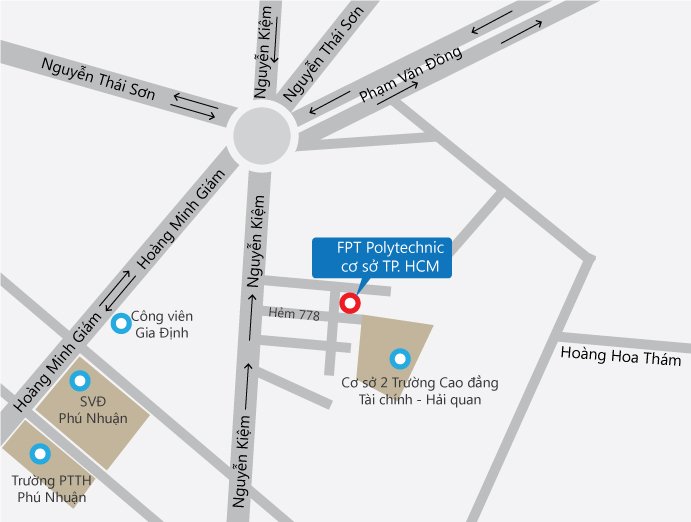 Nguyễn Kiệm
Nguyễn Thái Sơn
Phạm Văn Đồng
Nguyễn Thái Sơn
Hoàng Minh Giám
Nguyễn Kiệm
FPT Polytechnic
cơ sở TP. HCM
Hẻm 778
Công viên
Gia Định
Hoàng Minh Giám
Hoàng Hoa Thám
Cơ sở 2 Trường Cao đẳng
Tài chính - Hải quan
SVĐ
Phú Nhuận
Nguyễn Kiệm
Trường PTTH
Phú Nhuận